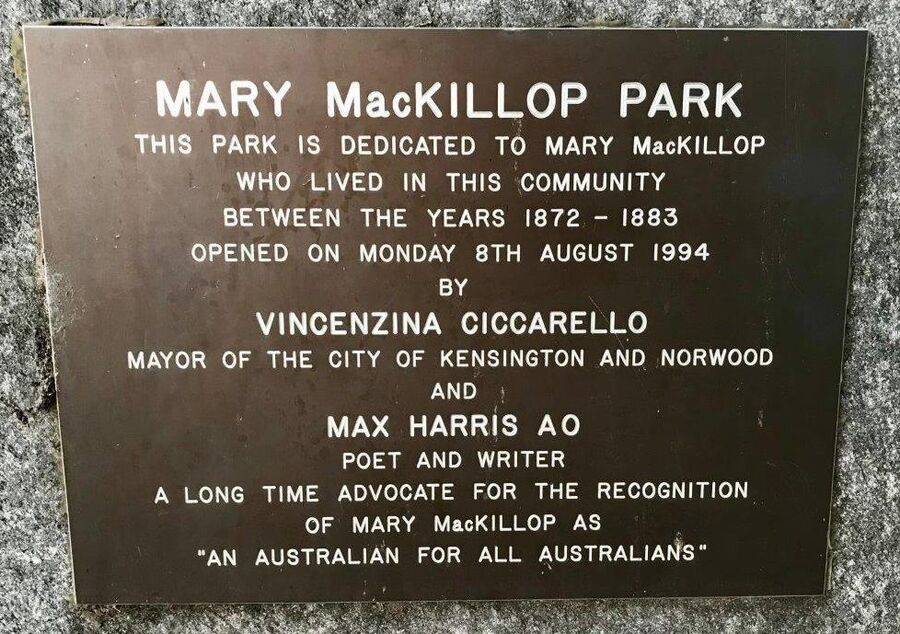 MARY MacKILLOP PARK
THIS PARK IS DEDICATED TO MARY MacKILLOP
WHO LIVED IN THIS COMMUNITY
BETWEEN THE YEARS 1872 - 1883
OPENED ON MONDAY 8TH AUGUST 1994
BY
VINCENZINA CICCARELLO
MAYOR OF THE CITY OF KENSINGTON AND NORWOOD
AND
MAX HARRIS AO
POET AND WRITER
A LONG TIME ADVOCATE FOR THE RECOGNITION
OF MARY MacKILLOP AS
"AN AUSTRALIAN FOR ALL AUSTRALIANS"